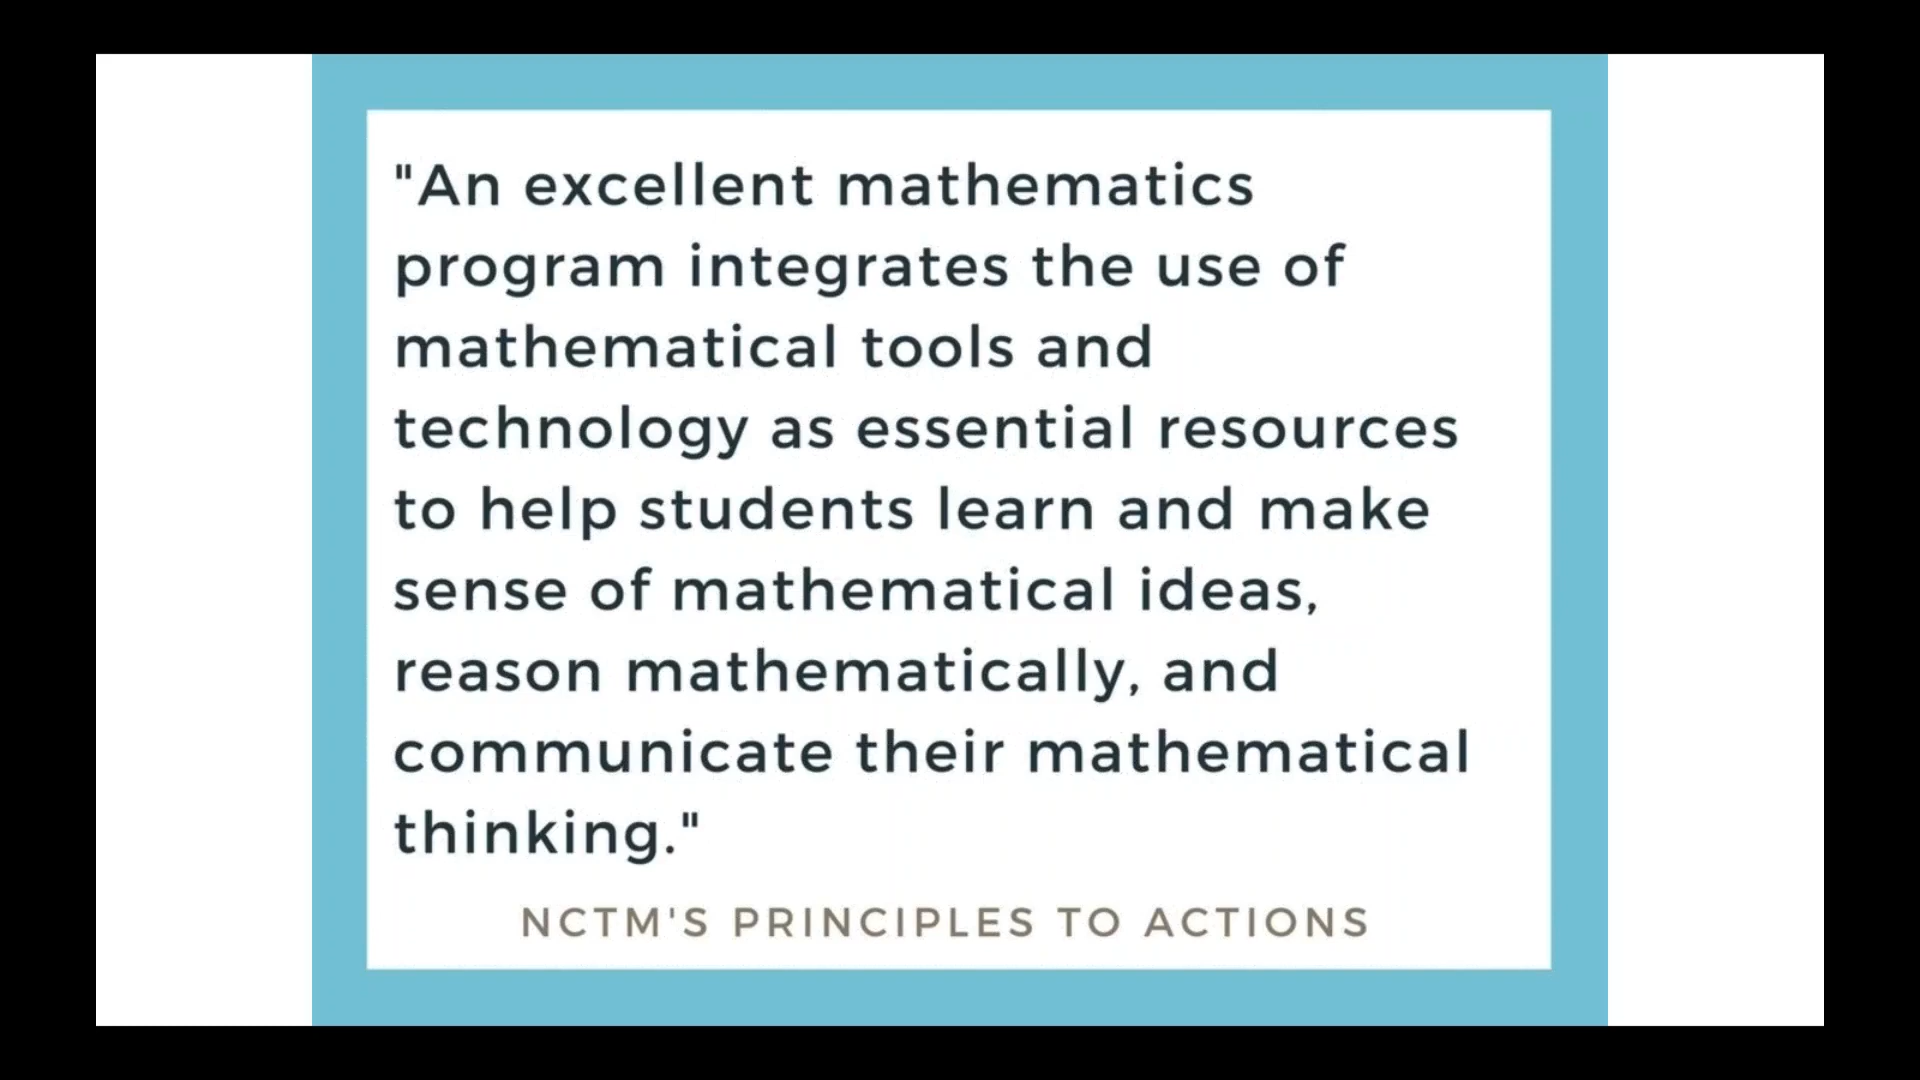 "An excellent mathematics
program integrates the use of
mathematical tools and
technology as essential resources
to help students learn and make
sense of mathematical ideas,
reason mathematically, and
communicate their mathematical
thinking."
NCTM'S PRINCIPLES TO ACTIONS